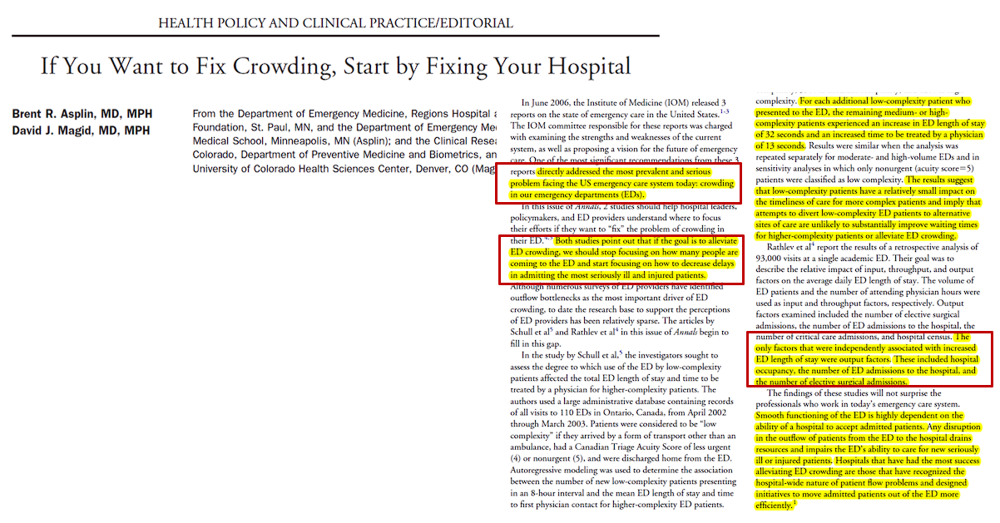 HEALTH POLICY AND CLINICAL PRACTICE/EDITORIAL
If You Want to Fix Crowding, Start by Fixing Your Hospital
Brent R. Asplin, MD, MPH
David J. Magid, MD, MPH
From the Department of Emergency Medicine, Regions Hospital
Foundation, St. Paul, MN, and the Department of Emergency Me
Medical School, Minneapolis, MN (Asplin); and the Clinical Resea
Colorado, Department of Preventive Medicine and Biometrics, an
University of Colorado Health Sciences Center, Denver, CO (Mag
In June 2006, the Institute of Medicine (IOM) released 3
reports on the state of emergency care in the United States.1-3
The IOM committee responsible for these reports was charged
with examining the strengths and weaknesses of the current
system, as well as proposing a vision for the future of emergency
care. One of the most significant recommendations from these 3
reports directly addressed the most prevalent and serious
problem facing the US emergency care system today: crowding
in our emergency departments (EDs).
In this issue of Annals, 2 studies should help hospital leaders,
policymakers, and ED providers understand where to focus
their efforts if they want to “fix” the problem of crowding in
their ED.4,5 Both studies point out that if the goal is to alleviate
ED crowding, we should stop focusing on how many people are
coming to the ED and start focusing on how to decrease delays
in admitting the most seriously ill and injured patients.
Although numerous surveys of ED providers have identified
outflow bottlenecks as the most important driver of ED
crowding, to date the research base to support the perceptions
of ED providers has been relatively sparse. The articles by
Schull et al5 and Rathlev et al4 in this issue of Annals begin to
fill in this gap.
In the study by Schull et al,5 the investigators sought to
assess the degree to which use of the ED by low-complexity
patients affected the total ED length of stay and time to be
treated by a physician for higher-complexity patients. The
authors used a large administrative database containing records
of all visits to 110 EDs in Ontario, Canada, from April 2002
through March 2003. Patients were considered to be “low
complexity” if they arrived by a form of transport other than an
ambulance, had a Canadian Triage Acuity Score of less urgent
(4) or nonurgent (5), and were discharged home from the ED.
Autoregressive modeling was used to determine the association
between the number of new low-complexity patients presenting
in an 8-hour interval and the mean ED length of stay and time
to first physician contact for higher-complexity ED patients.
complexity. For each additional low-complexity patient who
presented to the ED, the remaining medium- or high-
complexity patients experienced an increase in ED length of stay
of 32 seconds and an increased time to be treated by a physician
of 13 seconds. Results were similar when the analysis was
repeated separately for moderate- and high-volume EDs and in
sensitivity analyses in which only nonurgent (acuity score=5)
patients were classified as low complexity. The results suggest
that low-complexity patients have a relatively small impact on
the timeliness of care for more complex patients and imply that
attempts to divert low-complexity ED patients to alternative
sites of care are unlikely to substantially improve waiting times
for higher-complexity patients or alleviate ED crowding.
Rathlev et al4 report the results of a retrospective analysis of
93,000 visits at a single academic ED. Their goal was to
describe the relative impact of input, throughput, and output
factors on the average daily ED length of stay. The volume of
ED patients and the number of attending physician hours were
used as input and throughput factors, respectively. Output
factors examined included the number of elective surgical
admissions, the number of ED admissions to the hospital, the
number of critical care admissions, and hospital census. The
only factors that were independently associated with increased
ED length of stay were output factors. These included hospital
occupancy, the number of ED admissions to the hospital, and
the number of elective surgical admissions.
The findings of these studies will not surprise the
professionals who work in today's emergency care system.
Smooth functioning of the ED is highly dependent on the
ability of a hospital to accept admitted patients. Any disruption
in the outflow of patients from the ED to the hospital drains
resources and impairs the ED's ability to care for new seriously
ill or injured patients. Hospitals that have had the most success
alleviating ED crowding are those that have recognized the
hospital-wide nature of patient flow problems and designed
initiatives to move admitted patients out of the ED more
efficiently.1